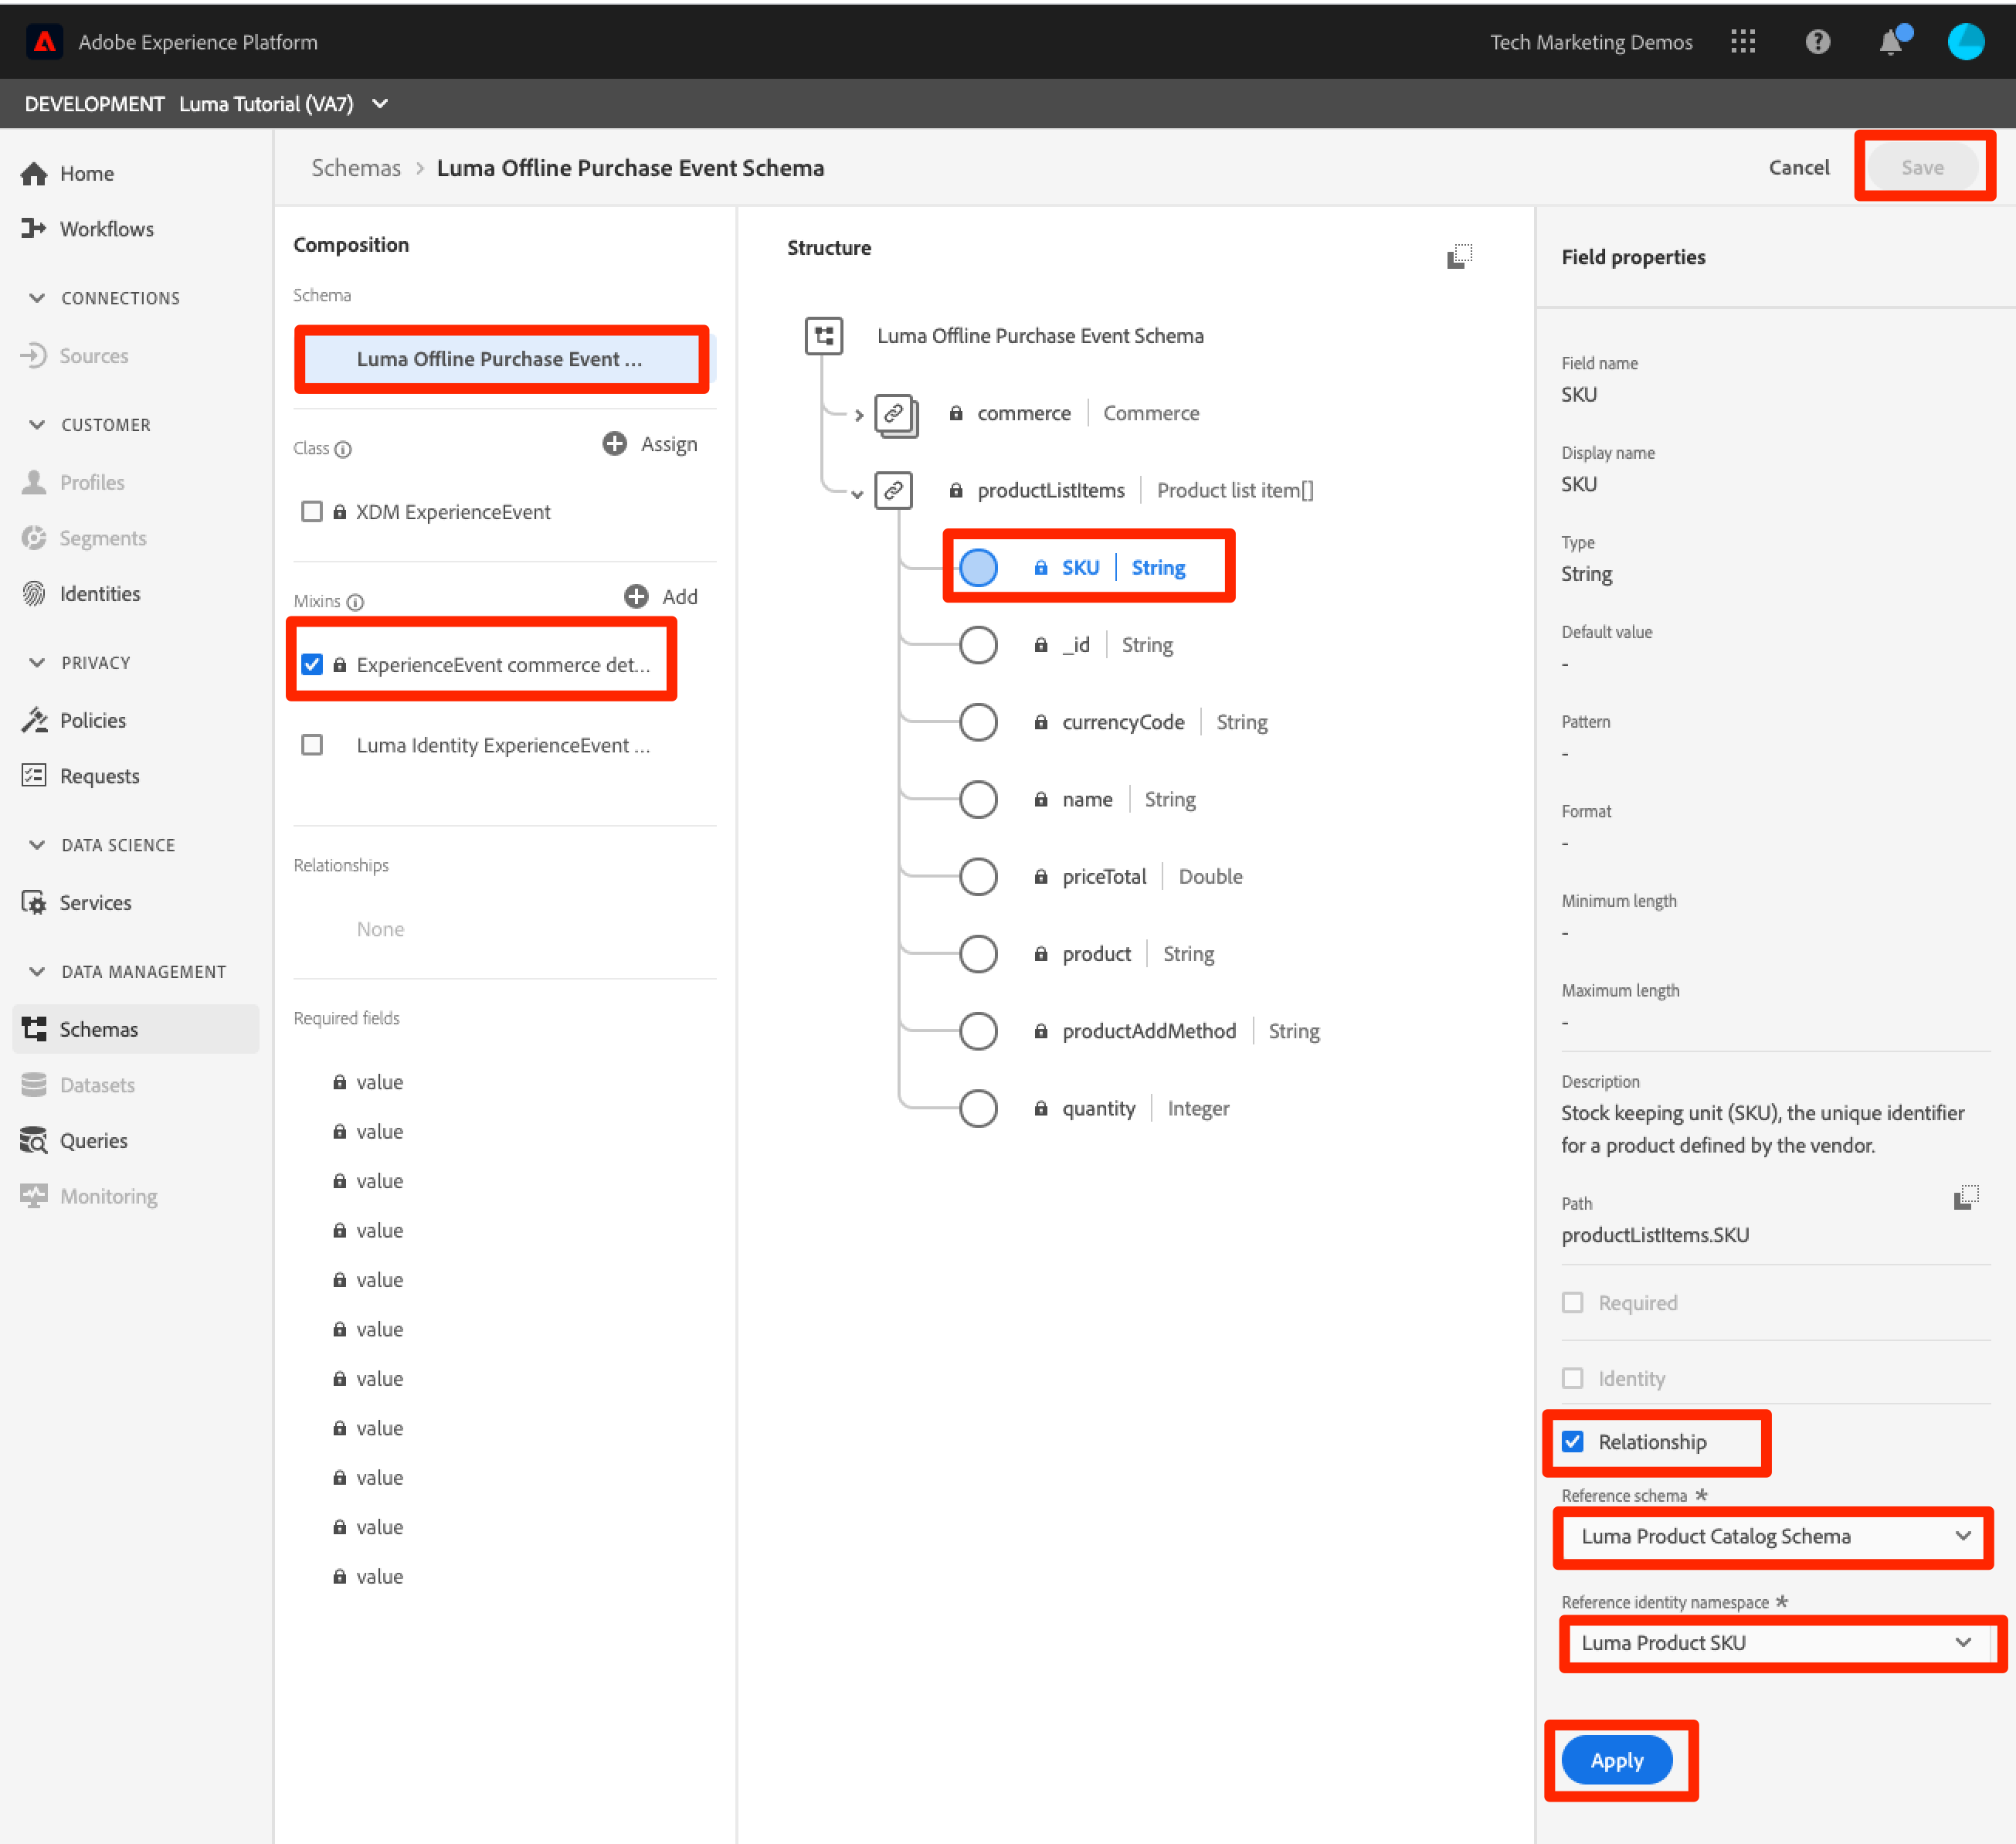 Adobe Experience Platform
Tech Marketing Demos
DEVELOPMENT Luma Tutorial (VA7)
Home
Workflows
CONNECTIONS
Sources
CUSTOMER
Profiles
Segments
Identities
PRIVACY
Policies
Requests
DATA SCIENCE
Services
DATA MANAGEMENT
Schemas
Datasets
Queries
Monitoring
Schemas > Luma Offline Purchase Event Schema
Cancel
Save
Composition
Schema
Luma Offline Purchase Event ...
Class
Assign
XDM ExperienceEvent
Mixins
Add
ExperienceEvent commerce det...
Luma Identity ExperienceEvent ...
Relationships
None
Required fields
value
value
value
value
value
value
value
value
value
value
value
Structure
Luma Offline Purchase Event Schema
commerce | Commerce
productListItems | Product list item[]
SKU | String
_id | String
currencyCode | String
name | String
priceTotal | Double
product | String
productAddMethod | String
quantity | Integer
Field properties
Field name
SKU
Display name
SKU
Type
String
Default value
-
Pattern
-
Format
-
Minimum length
-
Maximum length
-
Description
Stock keeping unit (SKU), the unique identifier
for a product defined by the vendor.
Path
productListItems.SKU
Required
Identity
Relationship
Reference schema *
Luma Product Catalog Schema
Reference identity namespace *
Luma Product SKU
Apply